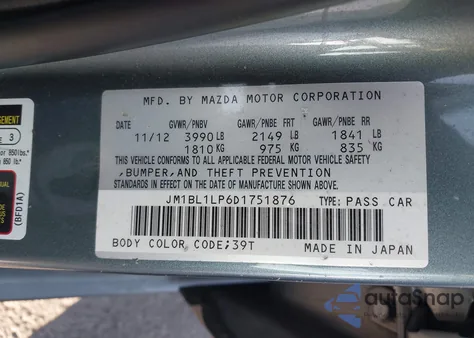 MFD. BY MAZDA MOTOR CORPORATION
GVWR/PNBV GAWR/PNBE FRT GAWR/PNBE RR
11/12 3990 LB 2149 LB 1841 LB
1810 KG 975 KG 835 KG
THIS VEHICLE CONFORMS TO ALL APPLICABLE FEDERAL MOTOR VEHICLE SAFETY
,BUMPER,AND THEFT PREVENTION
STANDARDS IN EFFECT ON THE DATE OF MANUFACTURE SHOWN ABOVE.
JM1BL1LP6D1751876 TYPE: PASS CAR
BODY COLOR CODE;39T MADE IN JAPAN
3
(BFD1A)
autosnap